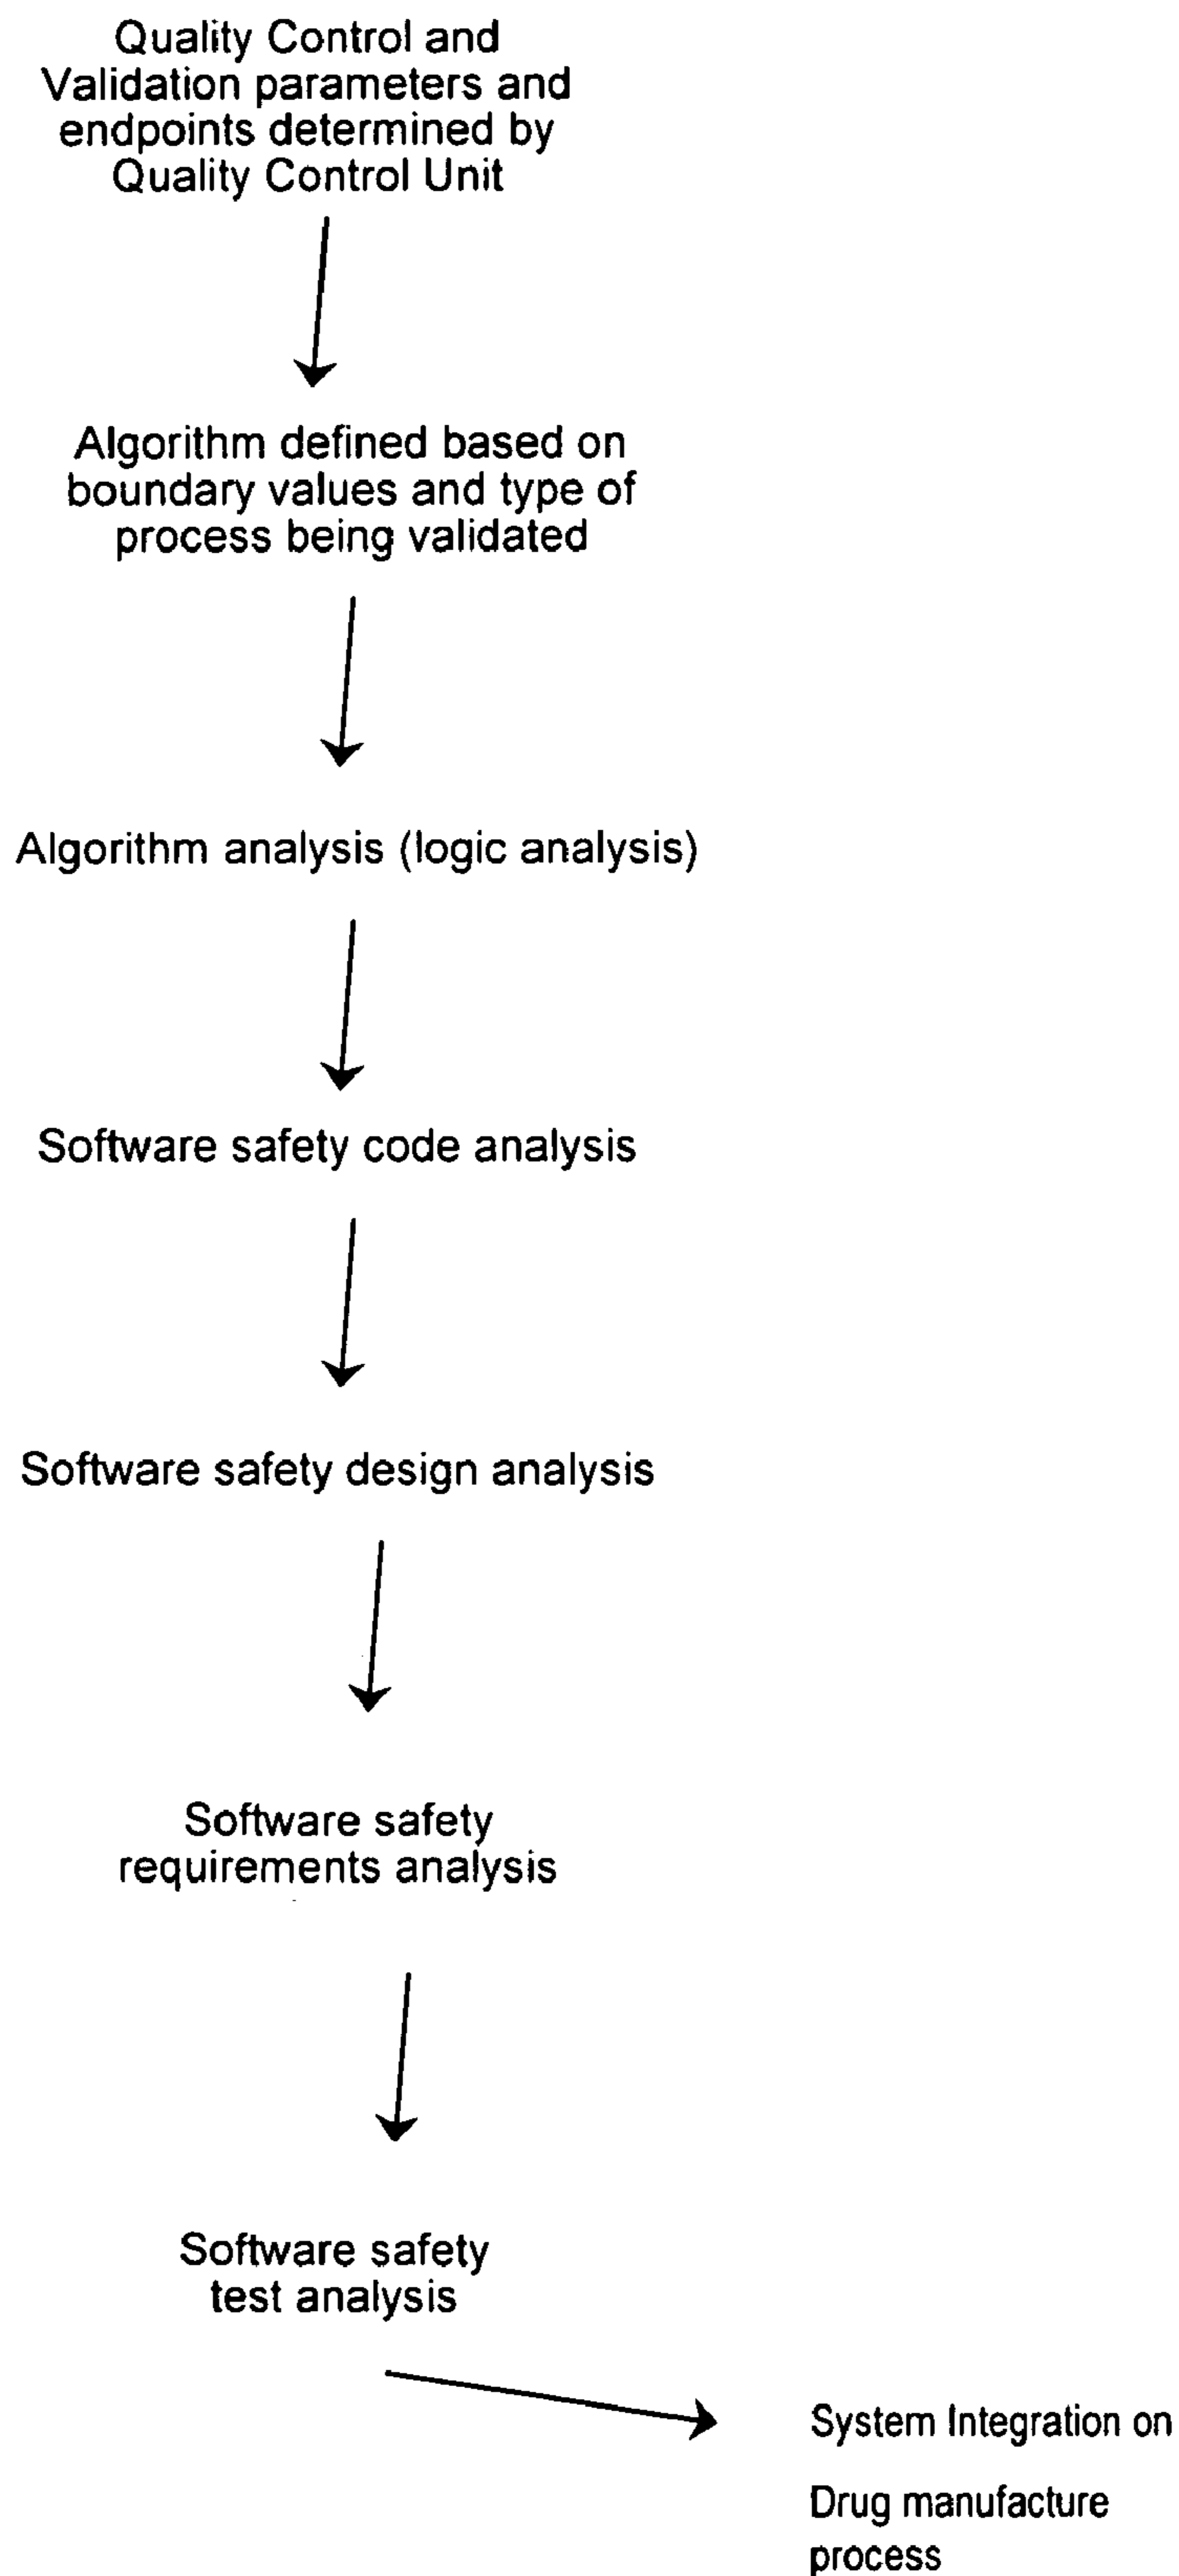 Quality Control and
Validation parameters and
endpoints determined by
Quality Control Unit
Algorithm defined based on
boundary values and type of
process being validated
Algorithm analysis (logic analysis)
Software safety code analysis
Software safety design analysis
Software safety
requirements analysis
Software safety
test analysis
System Integration on
Drug manufacture
process